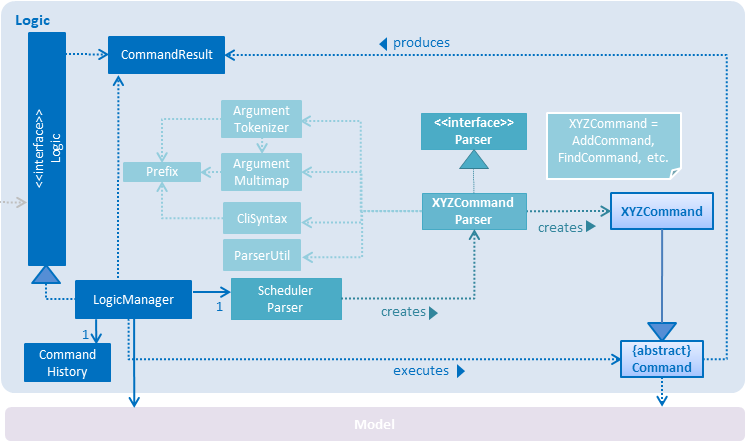 Logic
<<interface>>
Logic
CommandResult
produces
Argument
Tokenizer
<<interface>>
Parser
XYZCommand =
AddCommand,
FindCommand, etc.
Prefix
Argument
Multimap
CliSyntax
XYZCommand
Parser
creates
XYZCommand
ParserUtil
LogicManager
1
Scheduler
Parser
creates
1
Command
History
executes
{abstract}
Command
Model